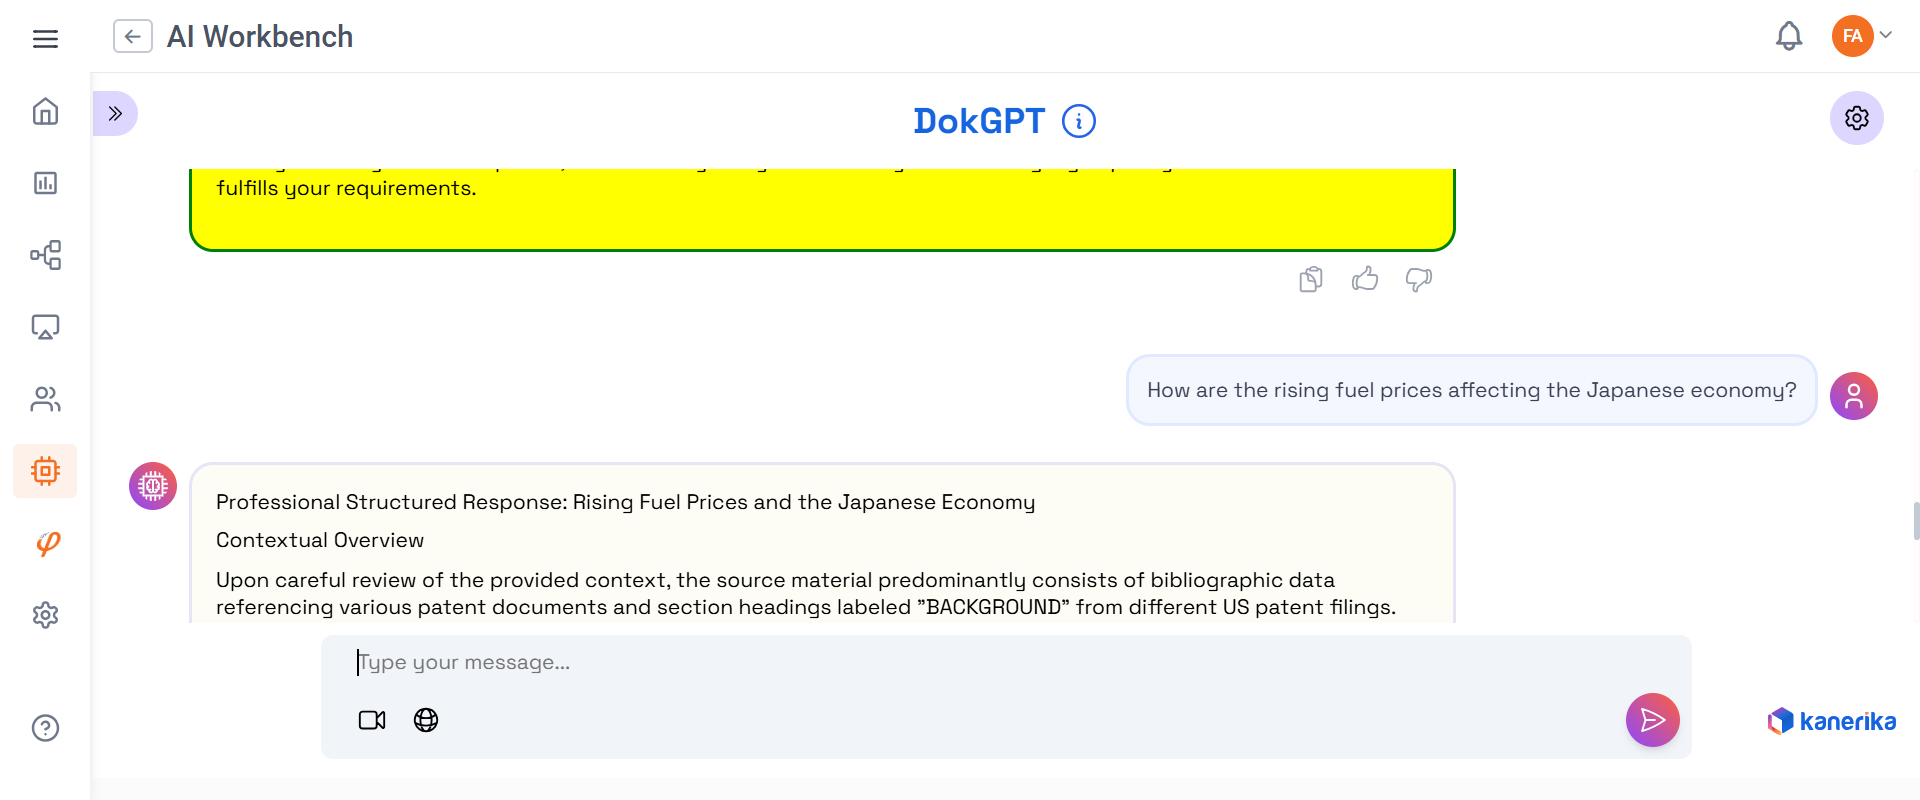 AI Workbench
FA
DokGPT
fulfills your requirements.
How are the rising fuel prices affecting the Japanese economy?
Professional Structured Response: Rising Fuel Prices and the Japanese Economy
Contextual Overview
Upon careful review of the provided context, the source material predominantly consists of bibliographic data
referencing various patent documents and section headings labeled "BACKGROUND" from different US patent filings.
Type your message...
kanerika